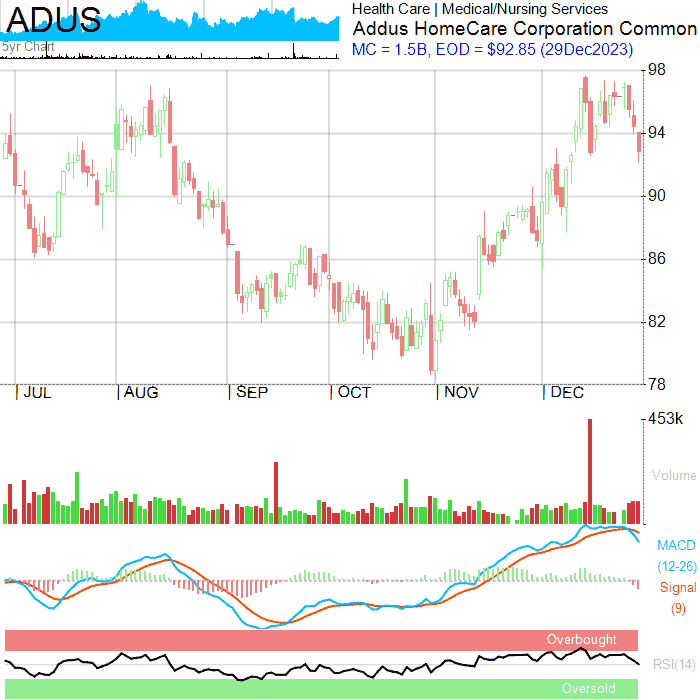 ADUS
5yr Chart
Health Care | Medical/Nursing Services
Addus HomeCare Corporation Common
MC = 1.5B, EOD = $92.85 (29Dec2023)
98
94
90
86
82
78
| JUL | AUG | SEP | OCT | NOV | DEC
453k
Volume
MACD
(12-26)
Signal
(9)
Overbought
RSI(14)
Oversold